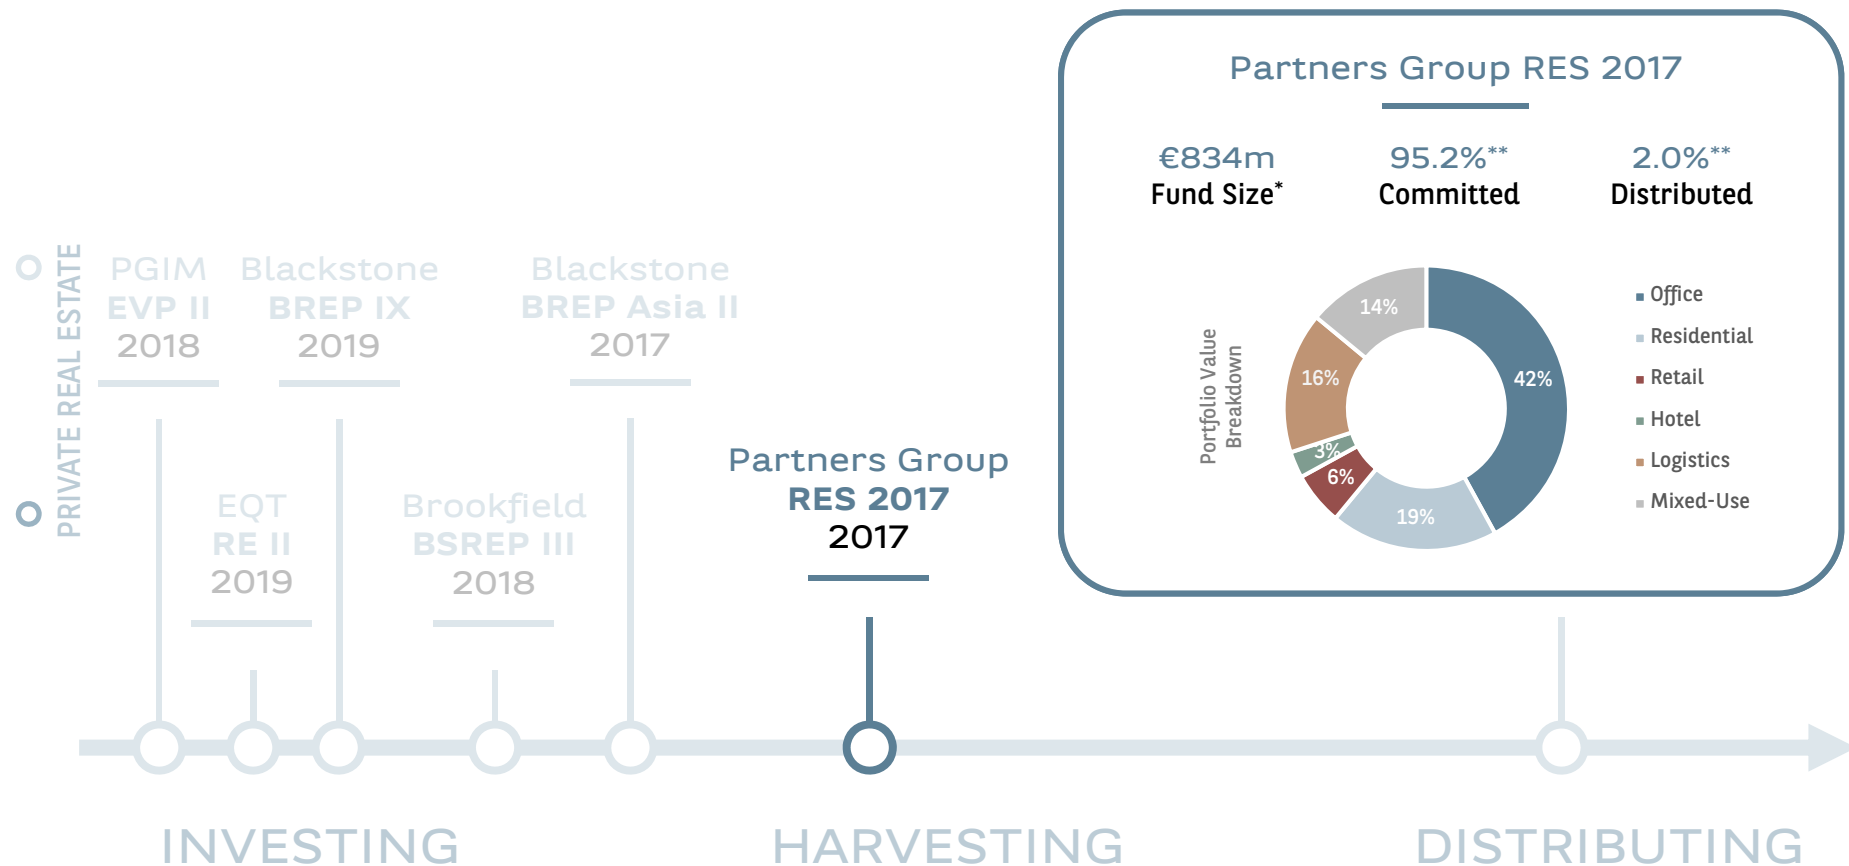 PRIVATE REAL ESTATE
PGIM
EVP II
2018
Blackstone
BREP IX
2019
Blackstone
BREP Asia II
2017
EQT
RE II
2019
Brookfield
BSREP III
2018
Partners Group
RES 2017
2017
Partners Group RES 2017
€834m
Fund Size*
95.2%**
Committed
2.0%**
Distributed
Portfolio Value
Breakdown
14%
42%
16%
3%
6%
19%
Office
Residential
Retail
Hotel
Logistics
Mixed-Use
INVESTING
HARVESTING
DISTRIBUTING